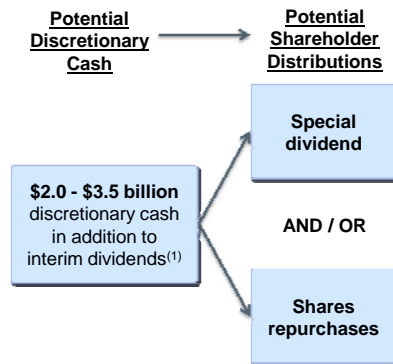 Potential
Discretionary
Cash
Potential
Shareholder
Distributions
$2.0 - $3.5 billion
discretionary cash
in addition to
interim dividends(1)
Special
dividend
AND / OR
Shares
repurchases